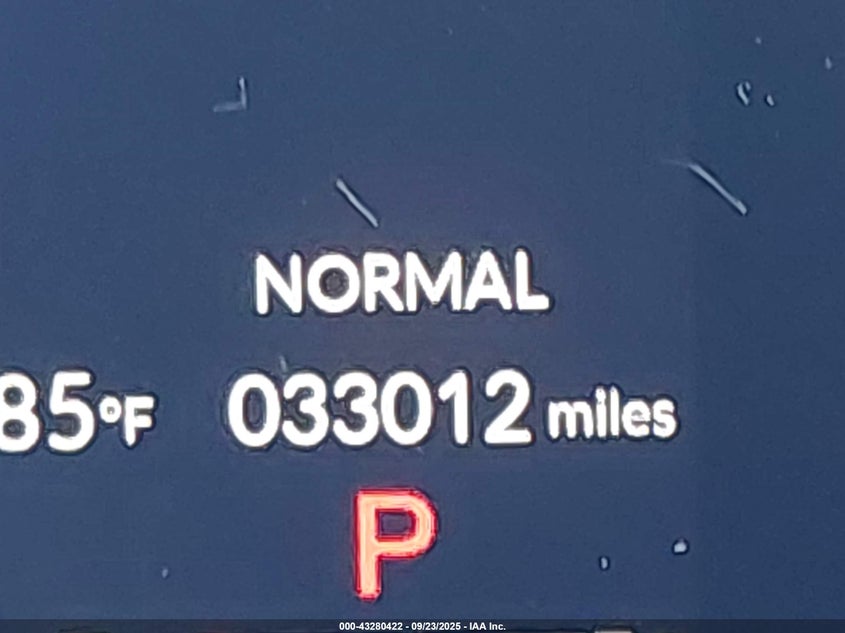 NORMAL
85°F 033012 miles
P
000-43280422 - 09/23/2025 - IAA Inc.